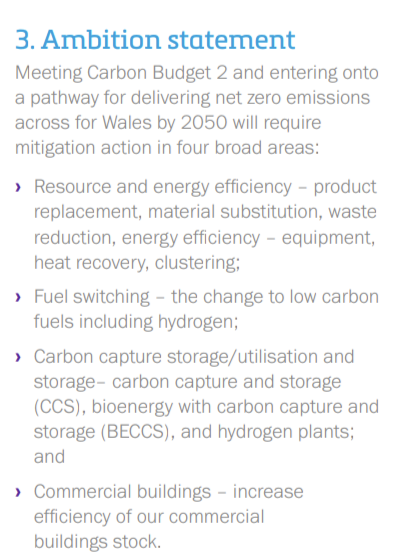 3. Ambition statement
Meeting Carbon Budget 2 and entering onto
a pathway for delivering net zero emissions
across for Wales by 2050 will require
mitigation action in four broad areas:
› Resource and energy efficiency – product
replacement, material substitution, waste
reduction, energy efficiency – equipment,
heat recovery, clustering;
› Fuel switching – the change to low carbon
fuels including hydrogen;
› Carbon capture storage/utilisation and
storage– carbon capture and storage
(CCS), bioenergy with carbon capture and
storage (BECCS), and hydrogen plants;
and
› Commercial buildings – increase
efficiency of our commercial
buildings stock.